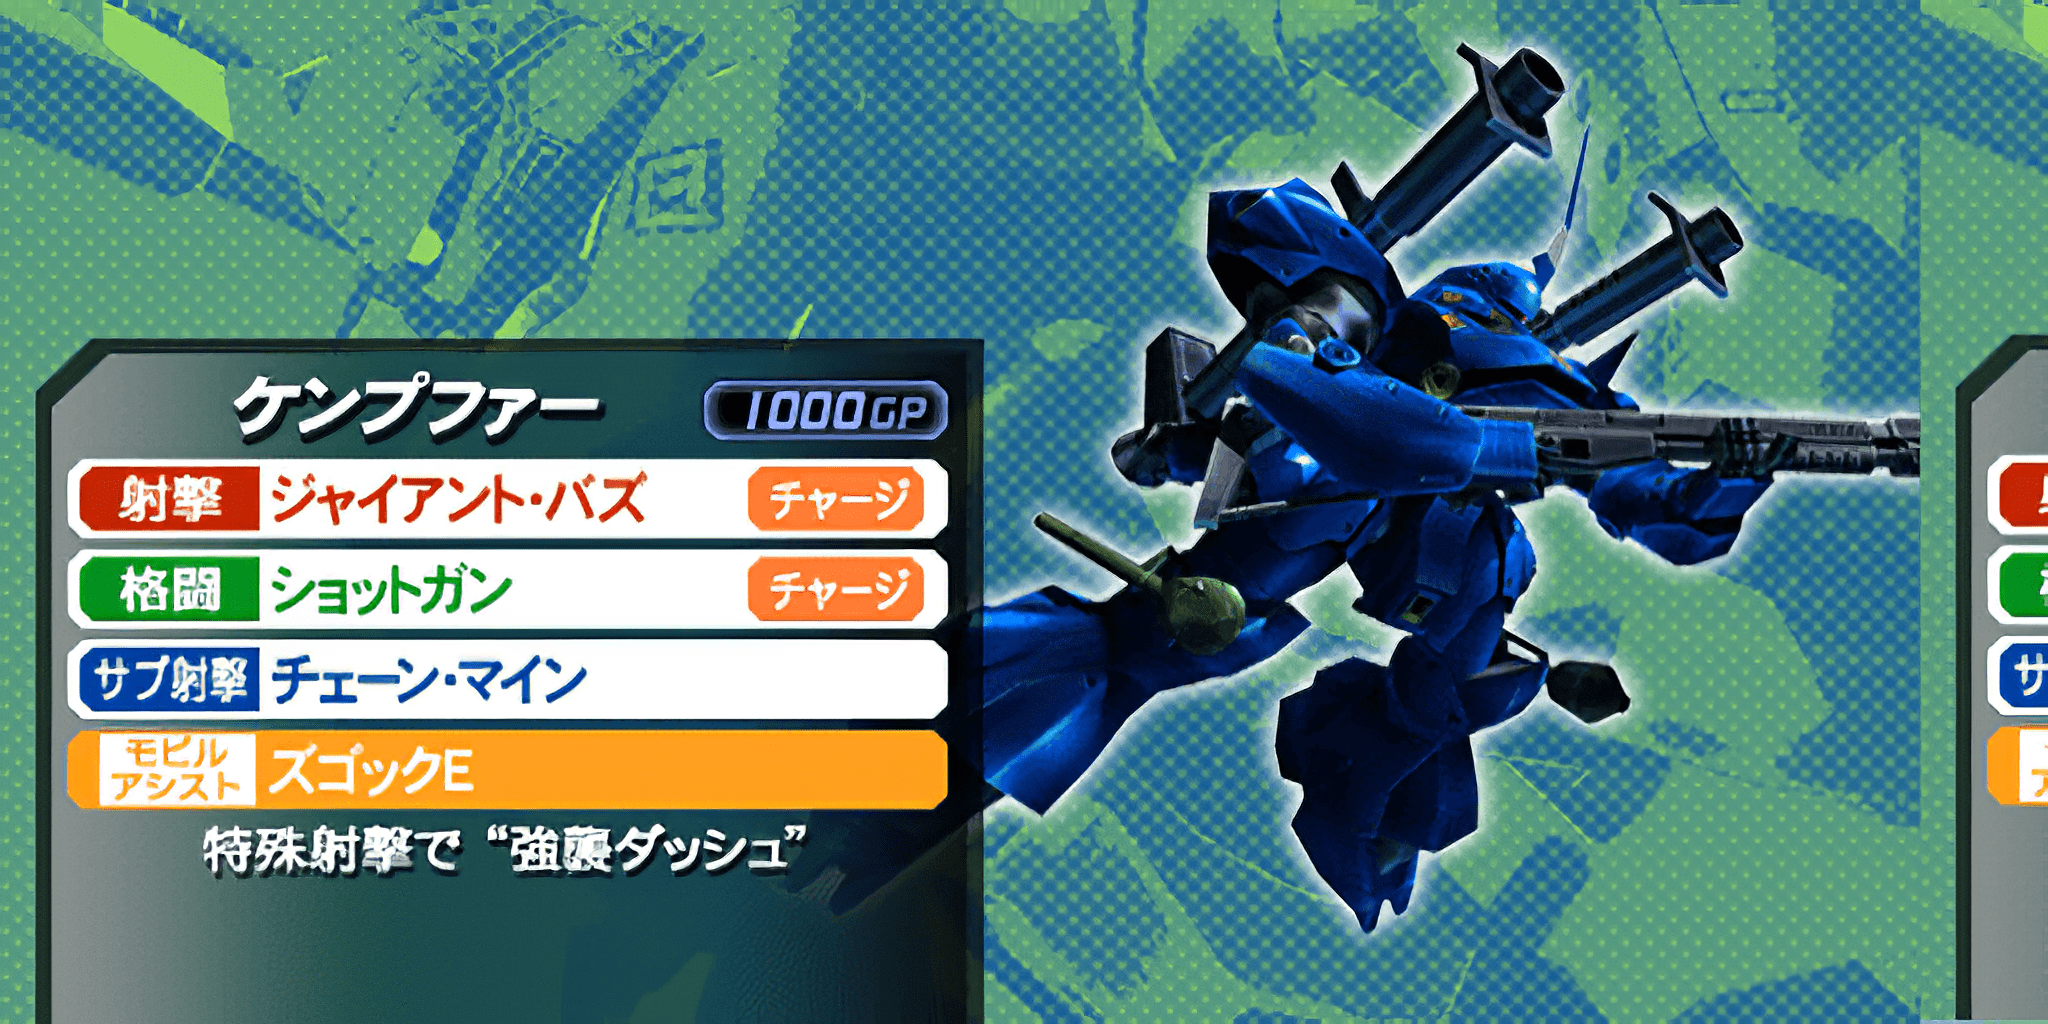 ケンプファー 1000GP
射撃 ジャイアント・バズ チャージ
格闘 ショットガン チャージ
サブ射撃 チェーン・マイン
モビルアシスト ズゴックE
特殊射撃で“強襲ダッシュ”
サ